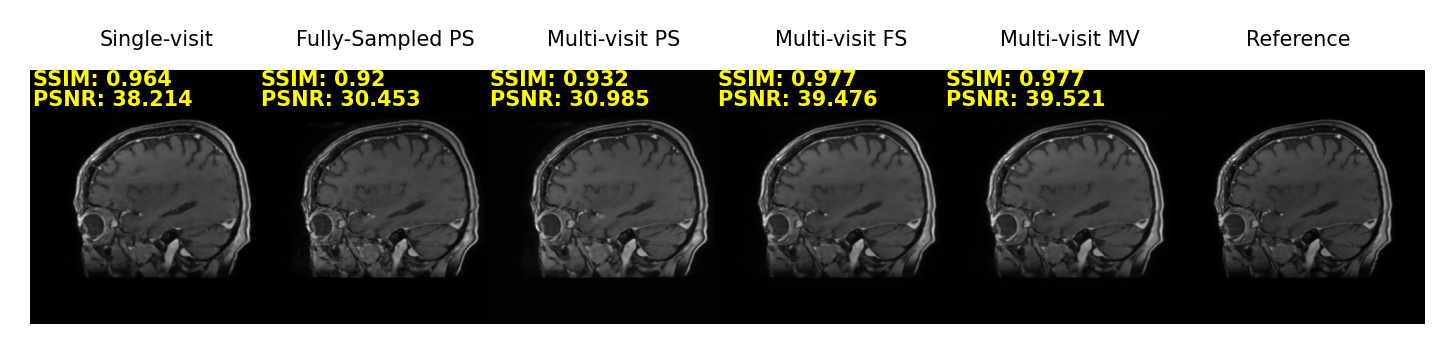 Single-visit Fully-Sampled PS Multi-visit PS Multi-visit FS Multi-visit MV Reference
SSIM: 0.964 SSIM: 0.92 SSIM: 0.932 SSIM: 0.977 SSIM: 0.977
PSNR: 38.214 PSNR: 30.453 PSNR: 30.985 PSNR: 39.476 PSNR: 39.521